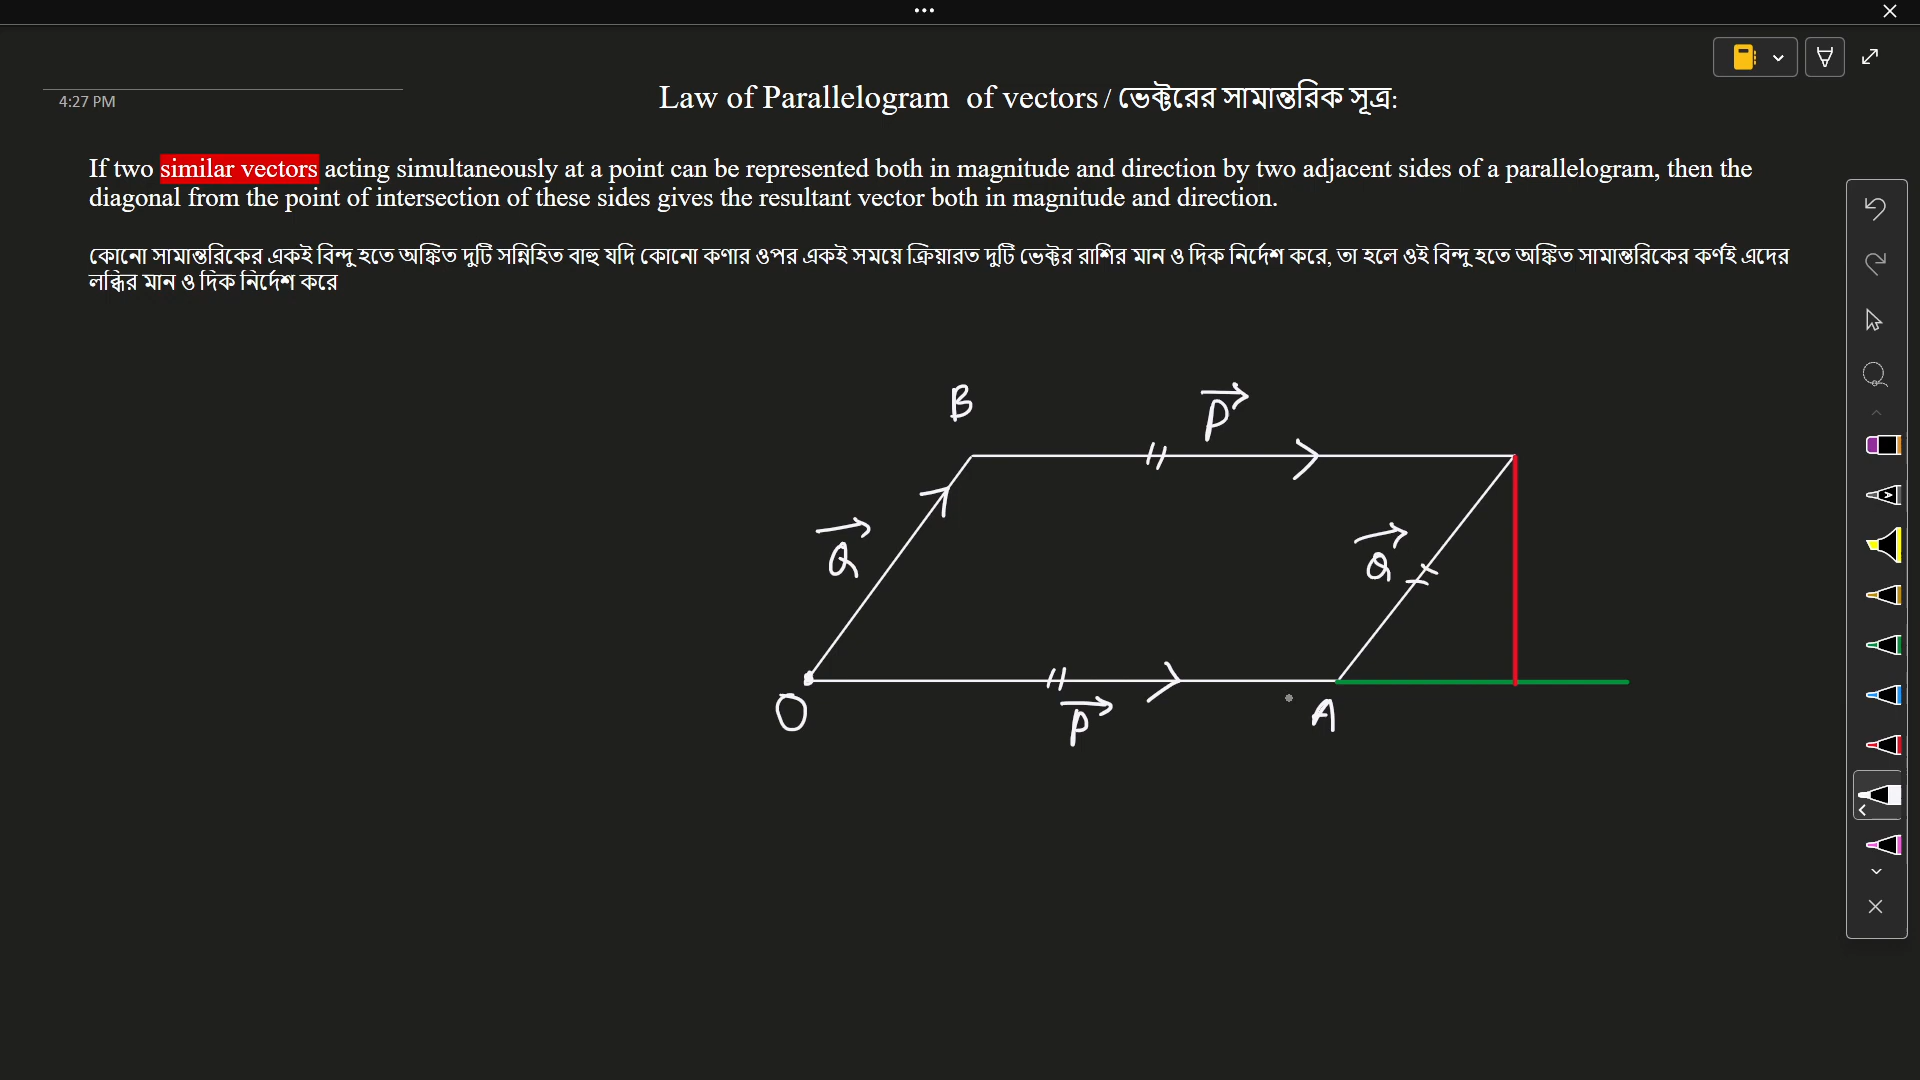 4:27 PM
Law of Parallelogram of vectors / ভেক্টরের সামান্তরিক সূত্র:
If two similar vectors acting simultaneously at a point can be represented both in magnitude and direction by two adjacent sides of a parallelogram, then the
diagonal from the point of intersection of these sides gives the resultant vector both in magnitude and direction.
কোনো সামান্তরিকের একই বিন্দু হতে অঙ্কিত দুটি সন্নিহিত বাহু যদি কোনো কণার ওপর একই সময়ে ক্রিয়ারত দুটি ভেক্টর রাশির মান ও দিক নির্দেশ করে, তা হলে ওই বিন্দু হতে অঙ্কিত সামান্তরিকের কর্ণই এদের
লব্ধির মান ও দিক নির্দেশ করে
B
P
Q
Q
O
P
A